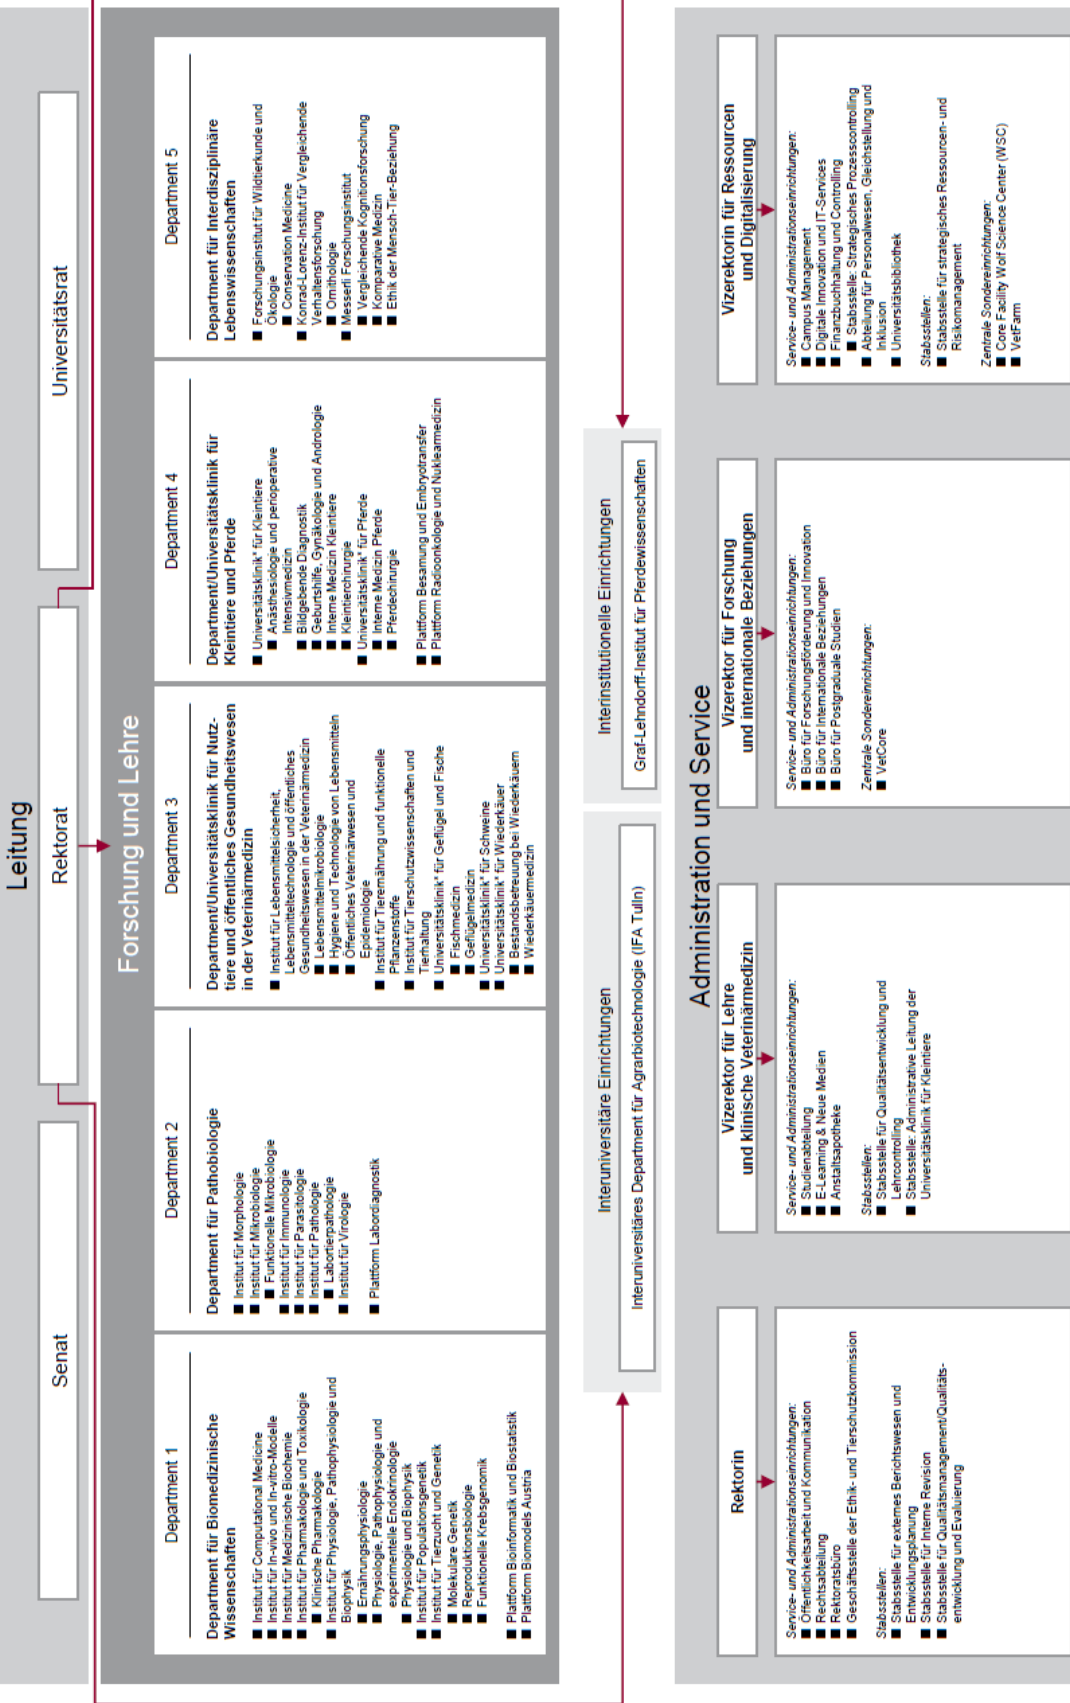 Leitung
Senat
Rektorat
Universitätsrat
Forschung und Lehre
Department 1
Department für Biomedizinische
Wissenschaften
■ Institut für Computational Medicine
■ Institut für In-vivo und In-vitro-Modelle
■ Institut für Medizinische Biochemie
■ Institut für Pharmakologie und Toxikologie
■ Klinische Pharmakologie
■ Institut für Physiologie, Pathophysiologie und
Biophysik
■ Ernährungsphysiologie
■ Physiologie, Pathophysiologie und
experimentelle Endokrinologie
■ Physiologie und Biophysik
■ Institut für Populationsgenetik
■ Institut für Tierzucht und Genetik
■ Molekulare Genetik
■ Reproduktionsbiologie
■ Funktionelle Krebsgenomik
■ Plattform Bioinformatik und Biostatistik
■ Plattform Biomodels Austria
Department 2
Department für Pathobiologie
■ Institut für Morphologie
■ Institut für Mikrobiologie
■ Funktionelle Mikrobiologie
■ Institut für Immunologie
■ Institut für Parasitologie
■ Institut für Pathologie
■ Labortierpathologie
■ Institut für Virologie
■ Plattform Labordiagnostik
Department 3
Department/Universitätsklinik für Nutz-
tiere und öffentliches Gesundheitswesen
in der Veterinärmedizin
■ Institut für Lebensmittelsicherheit,
Lebensmitteltechnologie und öffentliches
Gesundheitswesen in der Veterinärmedizin
■ Lebensmittelmikrobiologie
■ Hygiene und Technologie von Lebensmitteln
■ Öffentliches Veterinärwesen und
Epidemiologie
■ Institut für Tierernährung und funktionelle
Pflanzenstoffe
■ Institut für Tierschutzwissenschaften und
Tierhaltung
■ Universitätsklinik* für Geflügel und Fische
■ Fischmedizin
■ Geflügelmedizin
■ Universitätsklinik* für Schweine
■ Universitätsklinik* für Wiederkäuer
■ Bestandsbetreuung bei Wiederkäuern
■ Wiederkäuermedizin
Department 4
Department/Universitätsklinik für
Kleintiere und Pferde
■ Universitätsklinik* für Kleintiere
■ Anästhesiologie und perioperative
Intensivmedizin
■ Bildgebende Diagnostik
■ Geburtshilfe, Gynäkologie und Andrologie
■ Interne Medizin Kleintiere
■ Kleintierchirurgie
■ Universitätsklinik* für Pferde
■ Interne Medizin Pferde
■ Pferdechirurgie
■ Plattform Besamung und Embryotransfer
■ Plattform Radioonkologie und Nuklearmedizin
Department 5
Department für Interdisziplinäre
Lebenswissenschaften
■ Forschungsinstitut für Wildtierkunde und
Ökologie
■ Conservation Medicine
■ Konrad-Lorenz-Institut für Vergleichende
Verhaltensforschung
■ Ornithologie
■ Messerli Forschungsinstitut
■ Vergleichende Kognitionsforschung
■ Komparative Medizin
■ Ethik der Mensch-Tier-Beziehung
Interuniversitäre Einrichtungen
Interuniversitäres Department für Agrarbiotechnologie (IFA Tulln)
Interinstitutionelle Einrichtungen
Graf-Lehndorff-Institut für Pferdewissenschaften
Administration und Service
Rektorin
Service- und Administrationseinrichtungen:
■ Öffentlichkeitsarbeit und Kommunikation
■ Rechtsabteilung
■ Rektoratsbüro
■ Geschäftsstelle der Ethik- und Tierschutzkommission
Stabsstellen:
■ Stabsstelle für externes Berichtswesen und
Entwicklungsplanung
■ Stabsstelle für Interne Revision
■ Stabsstelle für Qualitätsmanagement/Qualitäts-
entwicklung und Evaluierung
Vizerektor für Lehre
und klinische Veterinärmedizin
Service- und Administrationseinrichtungen:
■ Studienabteilung
■ E-Learning & Neue Medien
■ Anstaltsapotheke
Stabsstellen:
■ Stabsstelle für Qualitätsentwicklung und
Lehrcontrolling
■ Stabsstelle: Administrative Leitung der
Universitätsklinik für Kleintiere
Vizerektor für Forschung
und internationale Beziehungen
Service- und Administrationseinrichtungen:
■ Büro für Forschungsförderung und Innovation
■ Büro für Internationale Beziehungen
■ Büro für Postgraduale Studien
Zentrale Sondereinrichtungen:
■ VetCore
Vizerektorin für Ressourcen
und Digitalisierung
Service- und Administrationseinrichtungen:
■ Campus Management
■ Digitale Innovation und IT-Services
■ Finanzbuchhaltung und Controlling
■ Stabsstelle: Strategisches Prozesscontrolling
■ Abteilung für Personalwesen, Gleichstellung und
Inklusion
■ Universitätsbibliothek
Stabsstellen:
■ Stabsstelle für strategisches Ressourcen- und
Risikomanagement
Zentrale Sondereinrichtungen:
■ Core Facility Wolf Science Center (WSC)
■ VetFarm